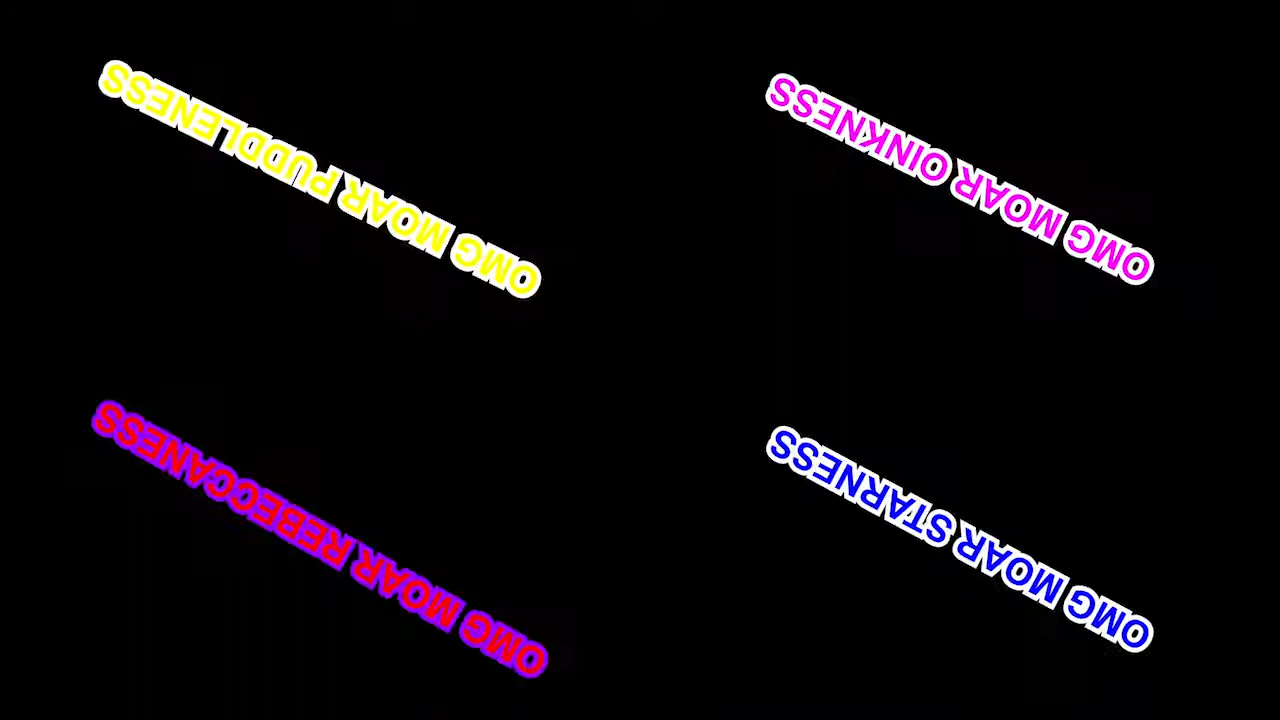 OMG MOAR PUDDLENESS
OMG MOAR OINKNESS
OMG MOAR REBECCANESS
OMG MOAR STARNESS